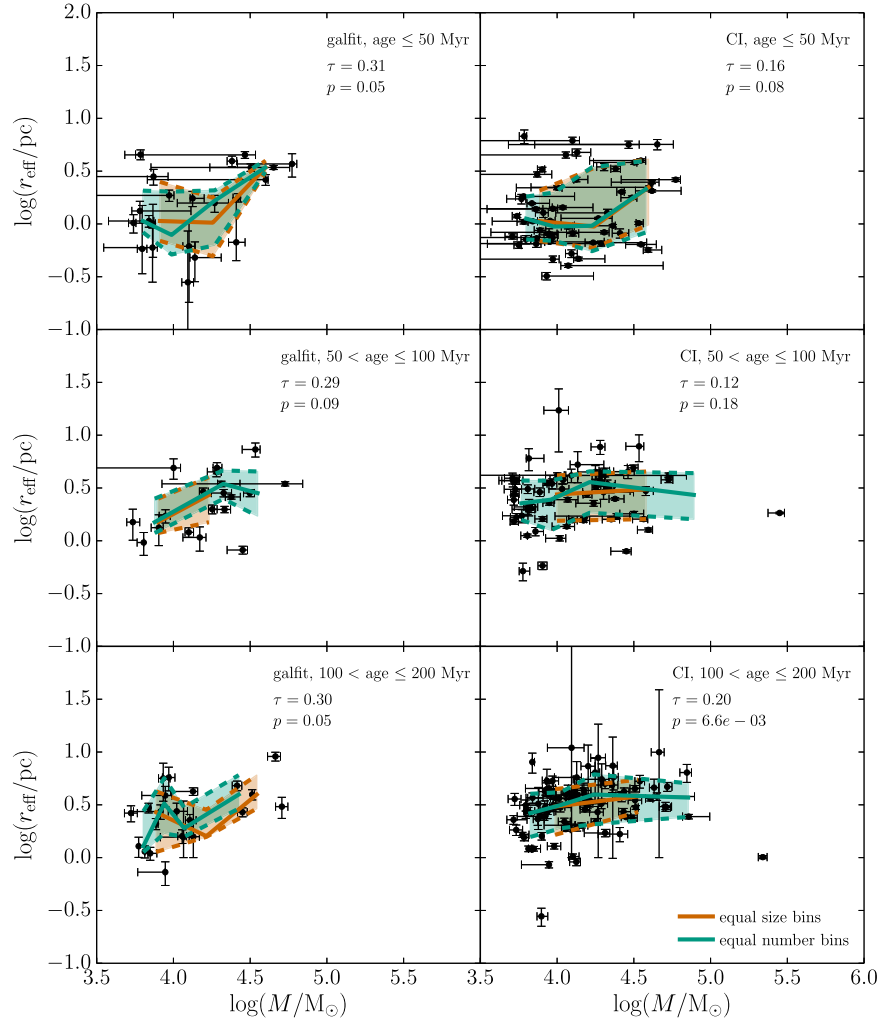 2.0
1.5
1.0
0.5
0.0
−0.5
−1.0
log(r_eff/pc)
galfit, age ≤ 50 Myr
τ = 0.31
p = 0.05
CI, age ≤ 50 Myr
τ = 0.16
p = 0.08
1.5
1.0
0.5
0.0
−0.5
−1.0
log(r_eff/pc)
galfit, 50 < age ≤ 100 Myr
τ = 0.29
p = 0.09
CI, 50 < age ≤ 100 Myr
τ = 0.12
p = 0.18
1.5
1.0
0.5
0.0
−0.5
−1.0
log(r_eff/pc)
galfit, 100 < age ≤ 200 Myr
τ = 0.30
p = 0.05
CI, 100 < age ≤ 200 Myr
τ = 0.20
p = 6.6e − 03
equal size bins
equal number bins
3.5 4.0 4.5 5.0 5.5 3.5 4.0 4.5 5.0 5.5 6.0
log(M/M⊙) log(M/M⊙)